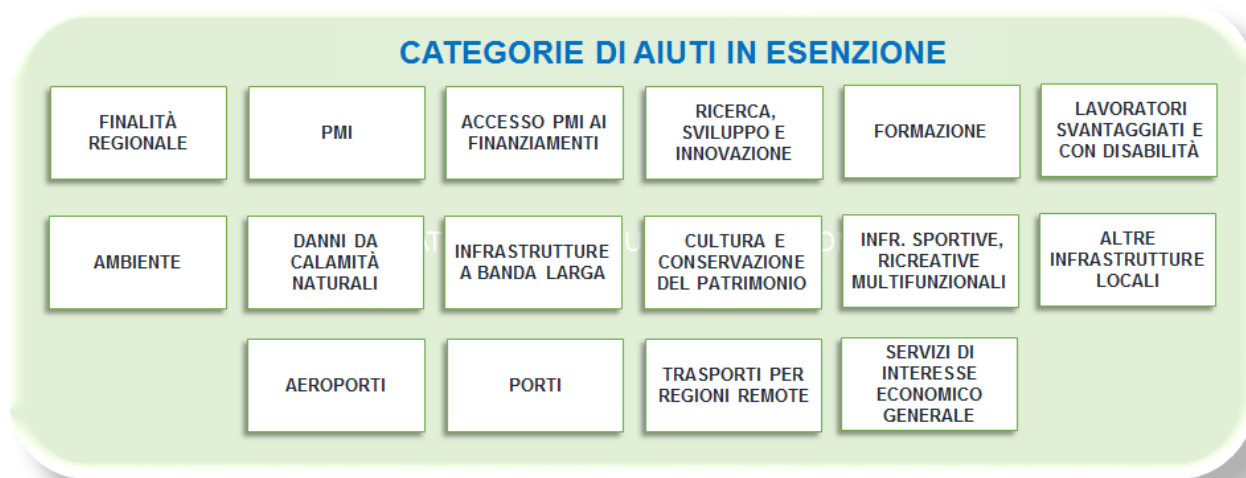 CATEGORIE DI AIUTI IN ESENZIONE
FINALITÀ
REGIONALE
PMI
ACCESSO PMI AI
FINANZIAMENTI
RICERCA,
SVILUPPO E
INNOVAZIONE
FORMAZIONE
LAVORATORI
SVANTAGGIATI E
CON DISABILITÀ
AMBIENTE
DANNI DA
CALAMITÀ
NATURALI
INFRASTRUTTURE
A BANDA LARGA
CULTURA E
CONSERVAZIONE
DEL PATRIMONIO
INFR. SPORTIVE,
RICREATIVE
MULTIFUNZIONALI
ALTRE
INFRASTRUTTURE
LOCALI
AEROPORTI
PORTI
TRASPORTI PER
REGIONI REMOTE
SERVIZI DI
INTERESSE
ECONOMICO
GENERALE